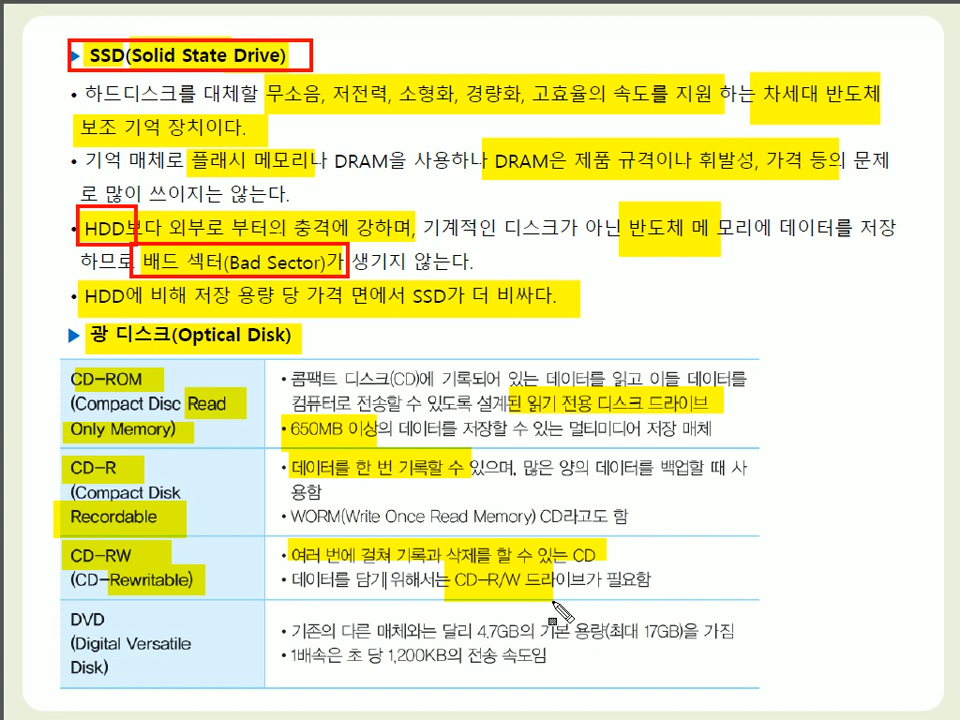 ▶ SSD(Solid State Drive)
• 하드디스크를 대체할 무소음, 저전력, 소형화, 경량화, 고효율의 속도를 지원 하는 차세대 반도체
보조 기억 장치이다.
• 기억 매체로 플래시 메모리나 DRAM을 사용하나 DRAM은 제품 규격이나 휘발성, 가격 등의 문제
로 많이 쓰이지는 않는다.
• HDD보다 외부로 부터의 충격에 강하며, 기계적인 디스크가 아닌 반도체 메 모리에 데이터를 저장
하므로 배드 섹터(Bad Sector)가 생기지 않는다.
• HDD에 비해 저장 용량 당 가격 면에서 SSD가 더 비싸다.
▶ 광 디스크(Optical Disk)
CD-ROM
(Compact Disc Read
Only Memory)
• 콤팩트 디스크(CD)에 기록되어 있는 데이터를 읽고 이들 데이터를
컴퓨터로 전송할 수 있도록 설계된 읽기 전용 디스크 드라이브
• 650MB 이상의 데이터를 저장할 수 있는 멀티미디어 저장 매체
CD-R
(Compact Disk
Recordable
• 데이터를 한 번 기록할 수 있으며, 많은 양의 데이터를 백업할 때 사
용함
• WORM(Write Once Read Memory) CD라고도 함
CD-RW
(CD-Rewritable)
• 여러 번에 걸쳐 기록과 삭제를 할 수 있는 CD
• 데이터를 담기 위해서는 CD-R/W 드라이브가 필요함
DVD
(Digital Versatile
Disk)
• 기존의 다른 매체와는 달리 4.7GB의 기본 용량(최대 17GB)을 가짐
• 1배속은 초 당 1,200KB의 전송 속도임